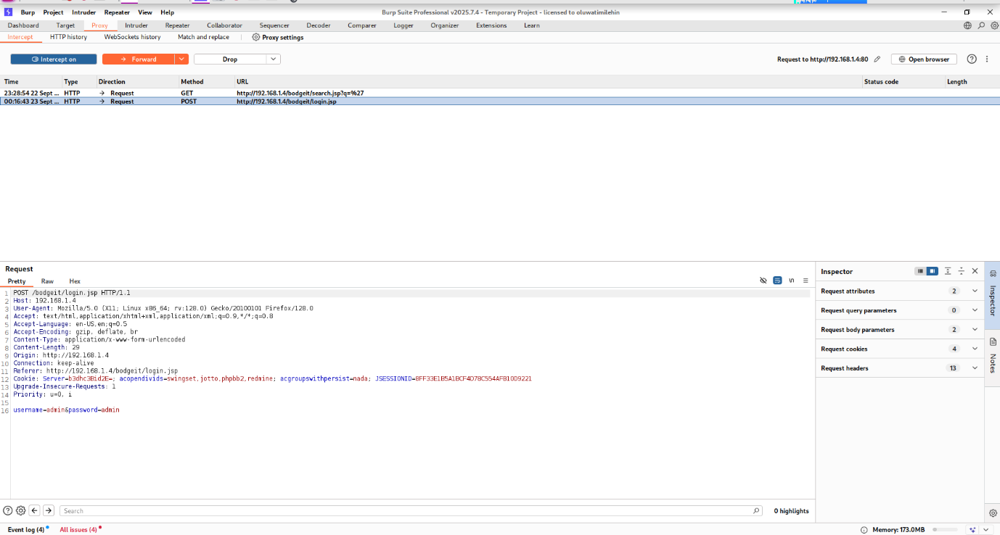 Burp Project Intruder Repeater View Help Burp Suite Professional v2025.7.4 - Temporary Project - licensed to oluwatimilehin
Dashboard Target Proxy Intruder Repeater Collaborator Sequencer Decoder Comparer Logger Organizer Extensions Learn
Intercept HTTP history WebSockets history Match and replace Proxy settings
Intercept on Forward Drop Request to http://192.168.1.4:80 Open browser
Time Type Direction Method URL Status code Length
23:28:54 22 Sept ... HTTP → Request GET http://192.168.1.4/bodgeit/search.jsp?q=%27
00:16:43 23 Sept ... HTTP → Request POST http://192.168.1.4/bodgeit/login.jsp
Request
Pretty Raw Hex
1 POST /bodgeit/login.jsp HTTP/1.1
2 Host: 192.168.1.4
3 User-Agent: Mozilla/5.0 (X11; Linux x86_64; rv:128.0) Gecko/20100101 Firefox/128.0
4 Accept: text/html,application/xhtml+xml,application/xml;q=0.9,*/*;q=0.8
5 Accept-Language: en-US,en;q=0.5
6 Accept-Encoding: gzip, deflate, br
7 Content-Type: application/x-www-form-urlencoded
8 Content-Length: 29
9 Origin: http://192.168.1.4
10 Connection: keep-alive
11 Referer: http://192.168.1.4/bodgeit/login.jsp
12 Cookie: Server=b3dhc3Bid2E=; acopendivids=swingset,jotto,phpbb2,redmine; acgroupswithpersist=nada; JSESSIONID=8FF33E1B5A1BCF4D78C554AFB10D9221
13 Upgrade-Insecure-Requests: 1
14 Priority: u=0, i
15
16 username=admin&password=admin
Inspector
Request attributes 2
Request query parameters 0
Request body parameters 2
Request cookies 4
Request headers 13
Inspector
Notes
Search 0 highlights
Event log (4) All issues (4) Memory: 173.0MB